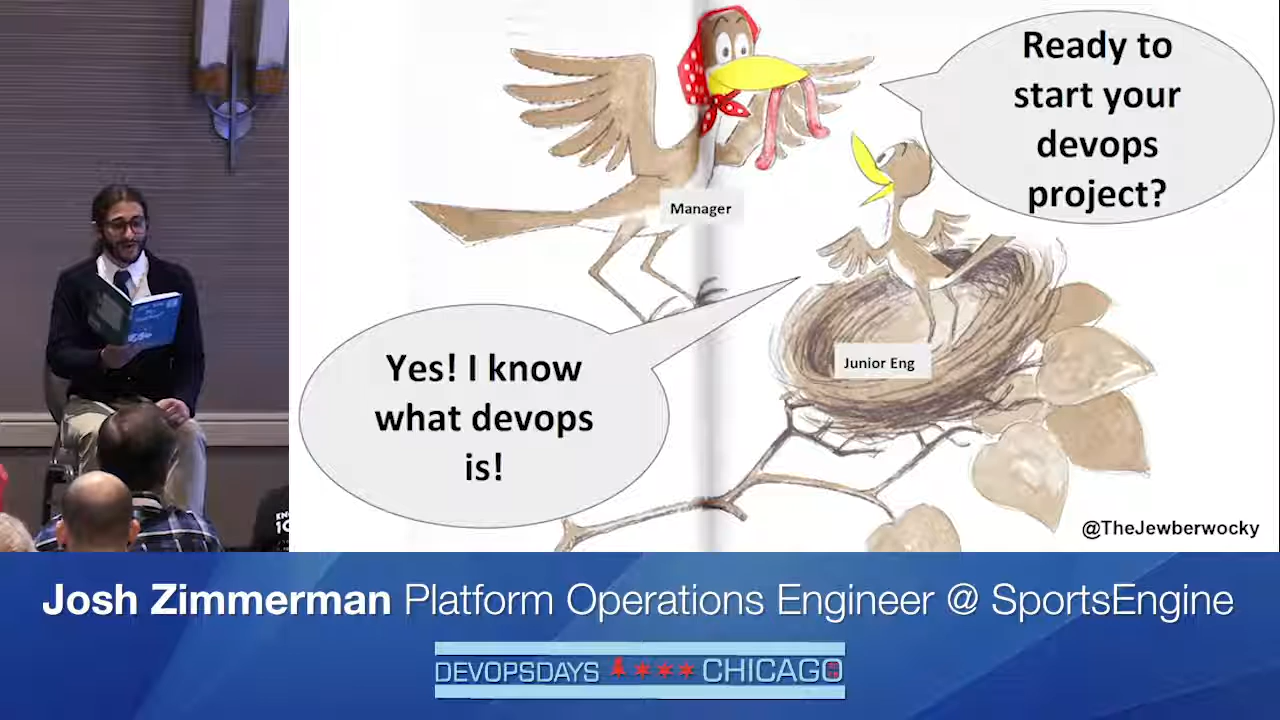 Ready to
start your
devops
project?
Manager
Yes! I know
what devops
is!
Junior Eng
@TheJewberwocky
Josh Zimmerman Platform Operations Engineer @ SportsEngine
DEVOPSDAYS CHICAGO